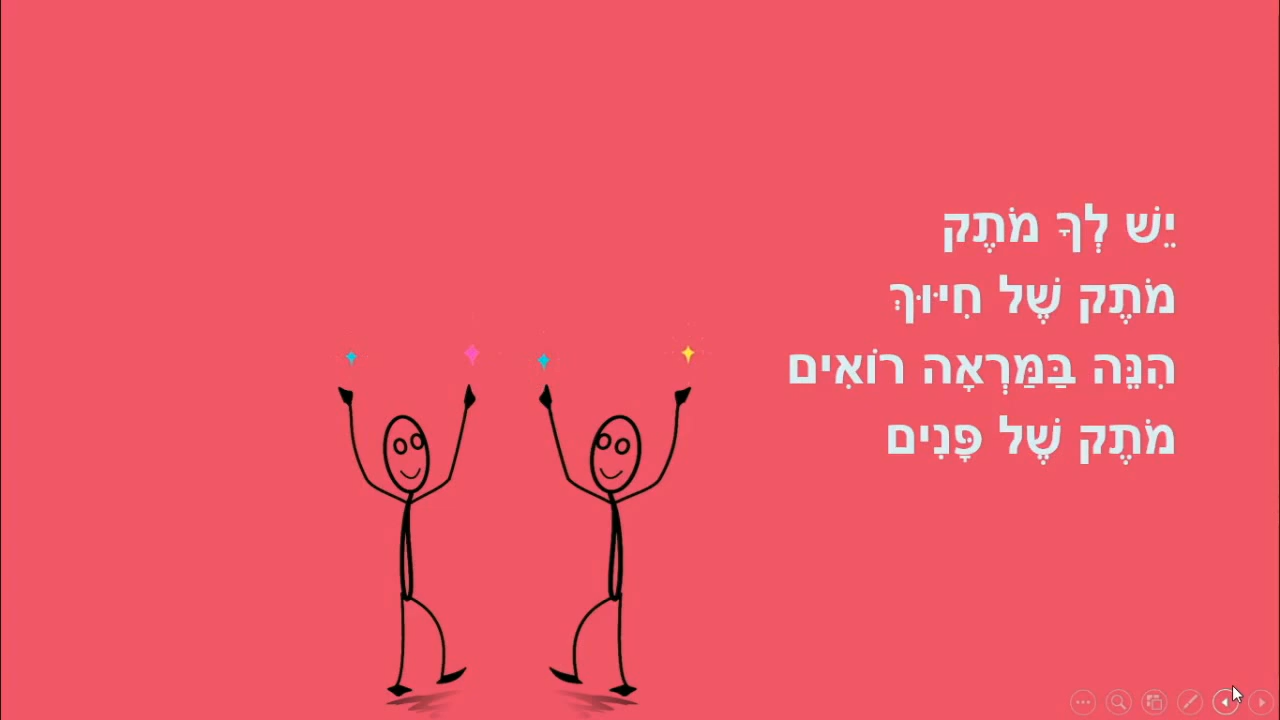 יֵשׁ לְךָ מֹתֶק
מֹתֶק שֶׁל חִיּוּךְ
הִנֵּה בַּמַּרְאָה רוֹאִים
מֹתֶק שֶׁל פָּנִים